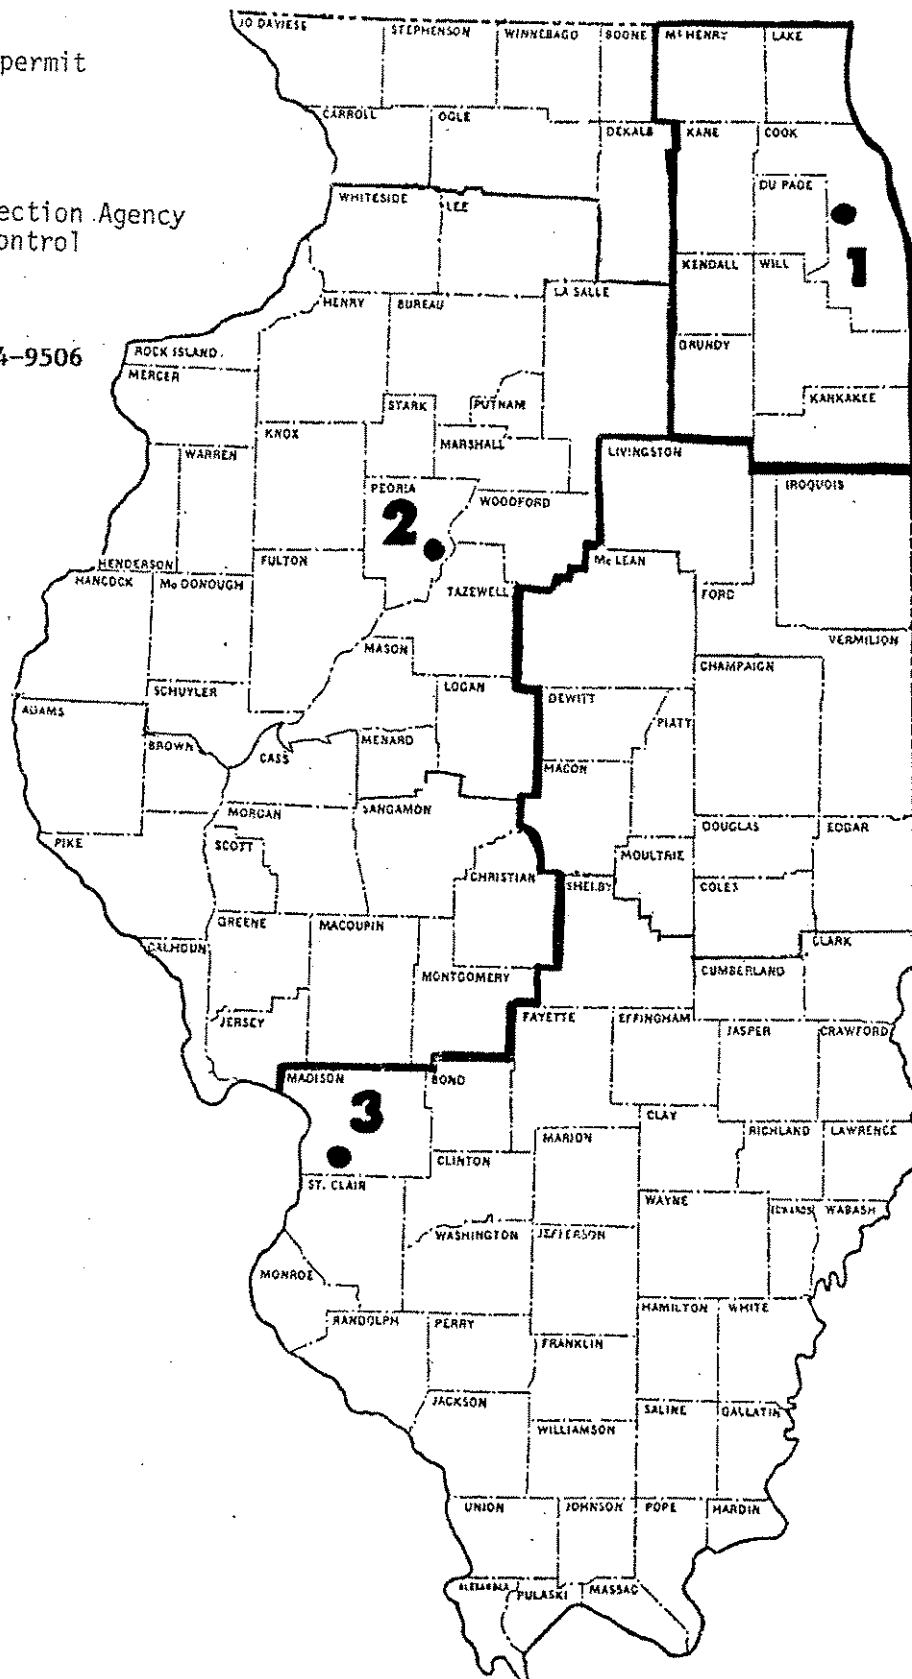 permit
ection Agency
ontrol
4-9506
JO DAVIESS
STEPHENSON
WINNEBAGO
BOONE
McHENRY
LAKE
CARROLL
OGLE
DEKALB
KANE
COOK
DU PAGE
WHITESIDE
LEE
1
KENDALL
WILL
LA SALLE
HENRY
BUREAU
GRUNDY
ROCK ISLAND
MERCER
KANKAKEE
STARK
PUTNAM
KNOX
MARSHALL
WARREN
LIVINGSTON
PEORIA
IROQUOIS
WOODFORD
2
HENDERSON
FULTON
McLEAN
HANCOCK
McDONOUGH
TAZEWELL
FORD
VERMILION
MASON
CHAMPAIGN
SCHUYLER
LOGAN
ADAMS
DEWITT
PIATT
BROWN
CASS
MENARD
MACON
MORGAN
SANGAMON
DOUGLAS
EDGAR
PIKE
SCOTT
MOULTRIE
CHRISTIAN
SHELBY
COLES
GREENE
MACOUPIN
CALHOUN
CLARK
MONTGOMERY
CUMBERLAND
JERSEY
FAYETTE
EFFINGHAM
JASPER
CRAWFORD
MADISON
BOND
3
CLAY
MARION
RICHLAND
LAWRENCE
CLINTON
ST. CLAIR
WAYNE
EDWARDS
WABASH
WASHINGTON
JEFFERSON
MONROE
HAMILTON
WHITE
RANDOLPH
PERRY
FRANKLIN
JACKSON
SALINE
GALLATIN
WILLIAMSON
UNION
JOHNSON
POPE
HARDIN
ALEXANDER
PULASKI
MASSAC